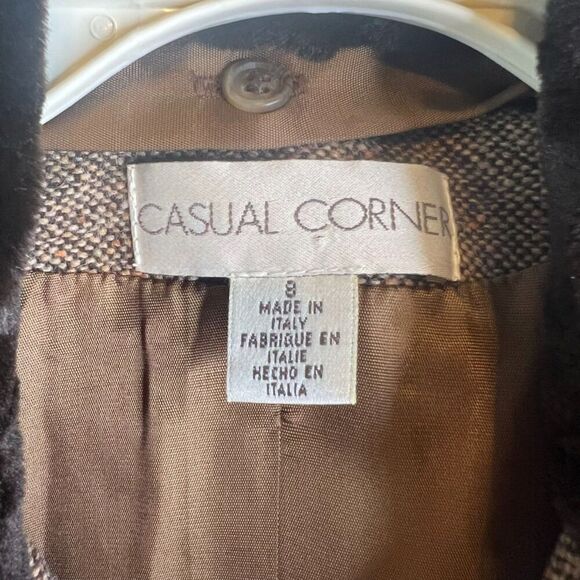 CASUAL CORNER
8
MADE IN
ITALY
FABRIQUE EN
ITALIE
HECHO EN
ITALIA